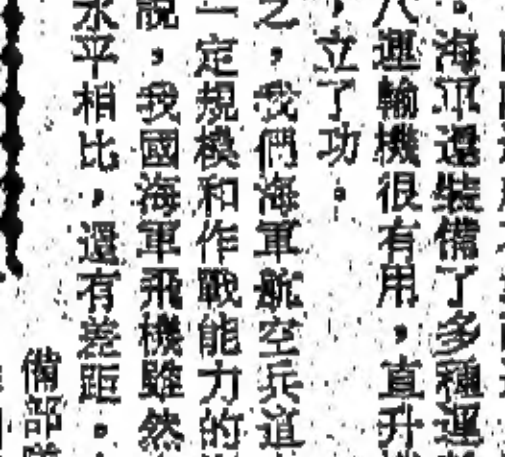 。海軍還裝備了多種運
八運輸機很有用，直升
，立了功。
之，我們海軍航空兵這
一定規模和作戰能力的
說，我國海軍飛機雖然
水平相比，還有差距。
備部